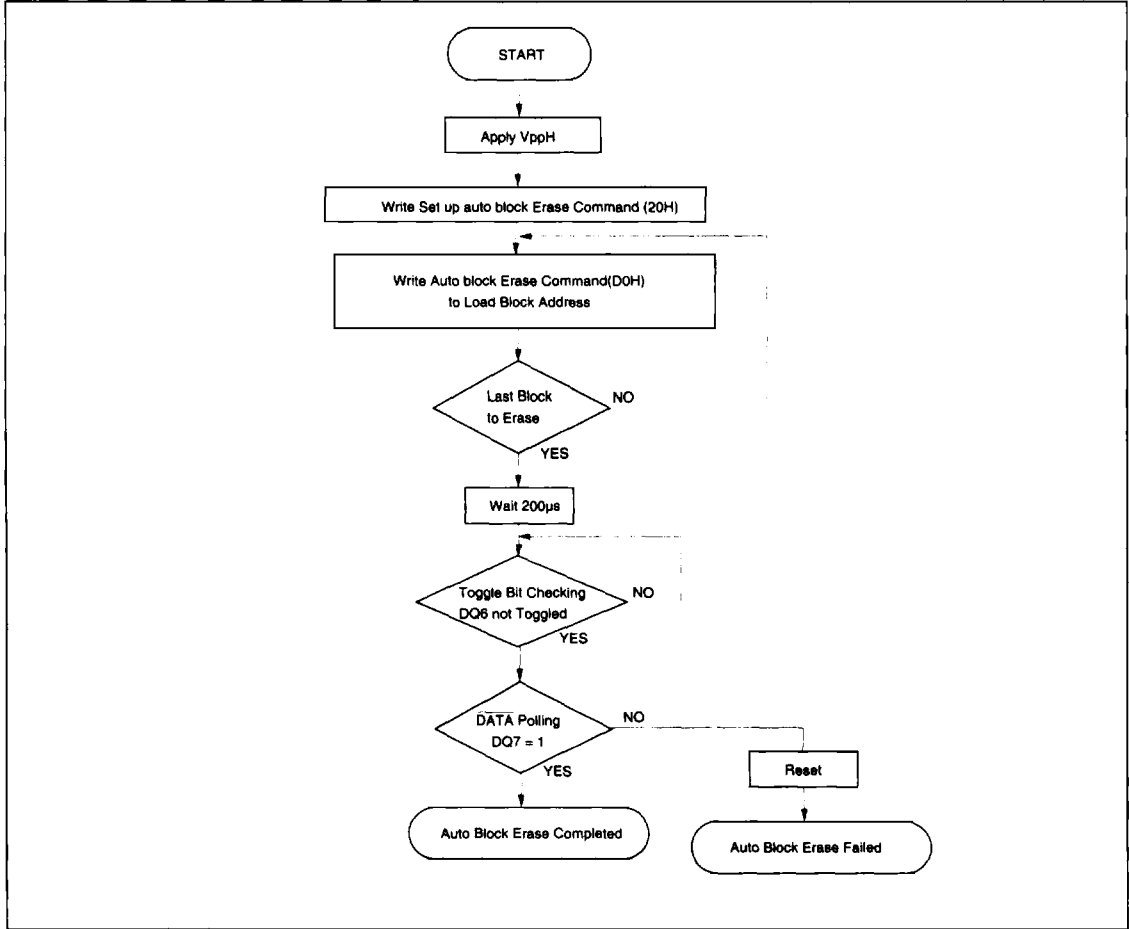 START
Apply VppH
Write Set up auto block Erase Command (20H)
Write Auto block Erase Command(D0H)
to Load Block Address
Last Block
to Erase
NO
YES
Wait 200µs
Toggle Bit Checking
DQ6 not Toggled
NO
YES
DATA Polling
DQ7 = 1
NO
YES
Reset
Auto Block Erase Completed
Auto Block Erase Failed